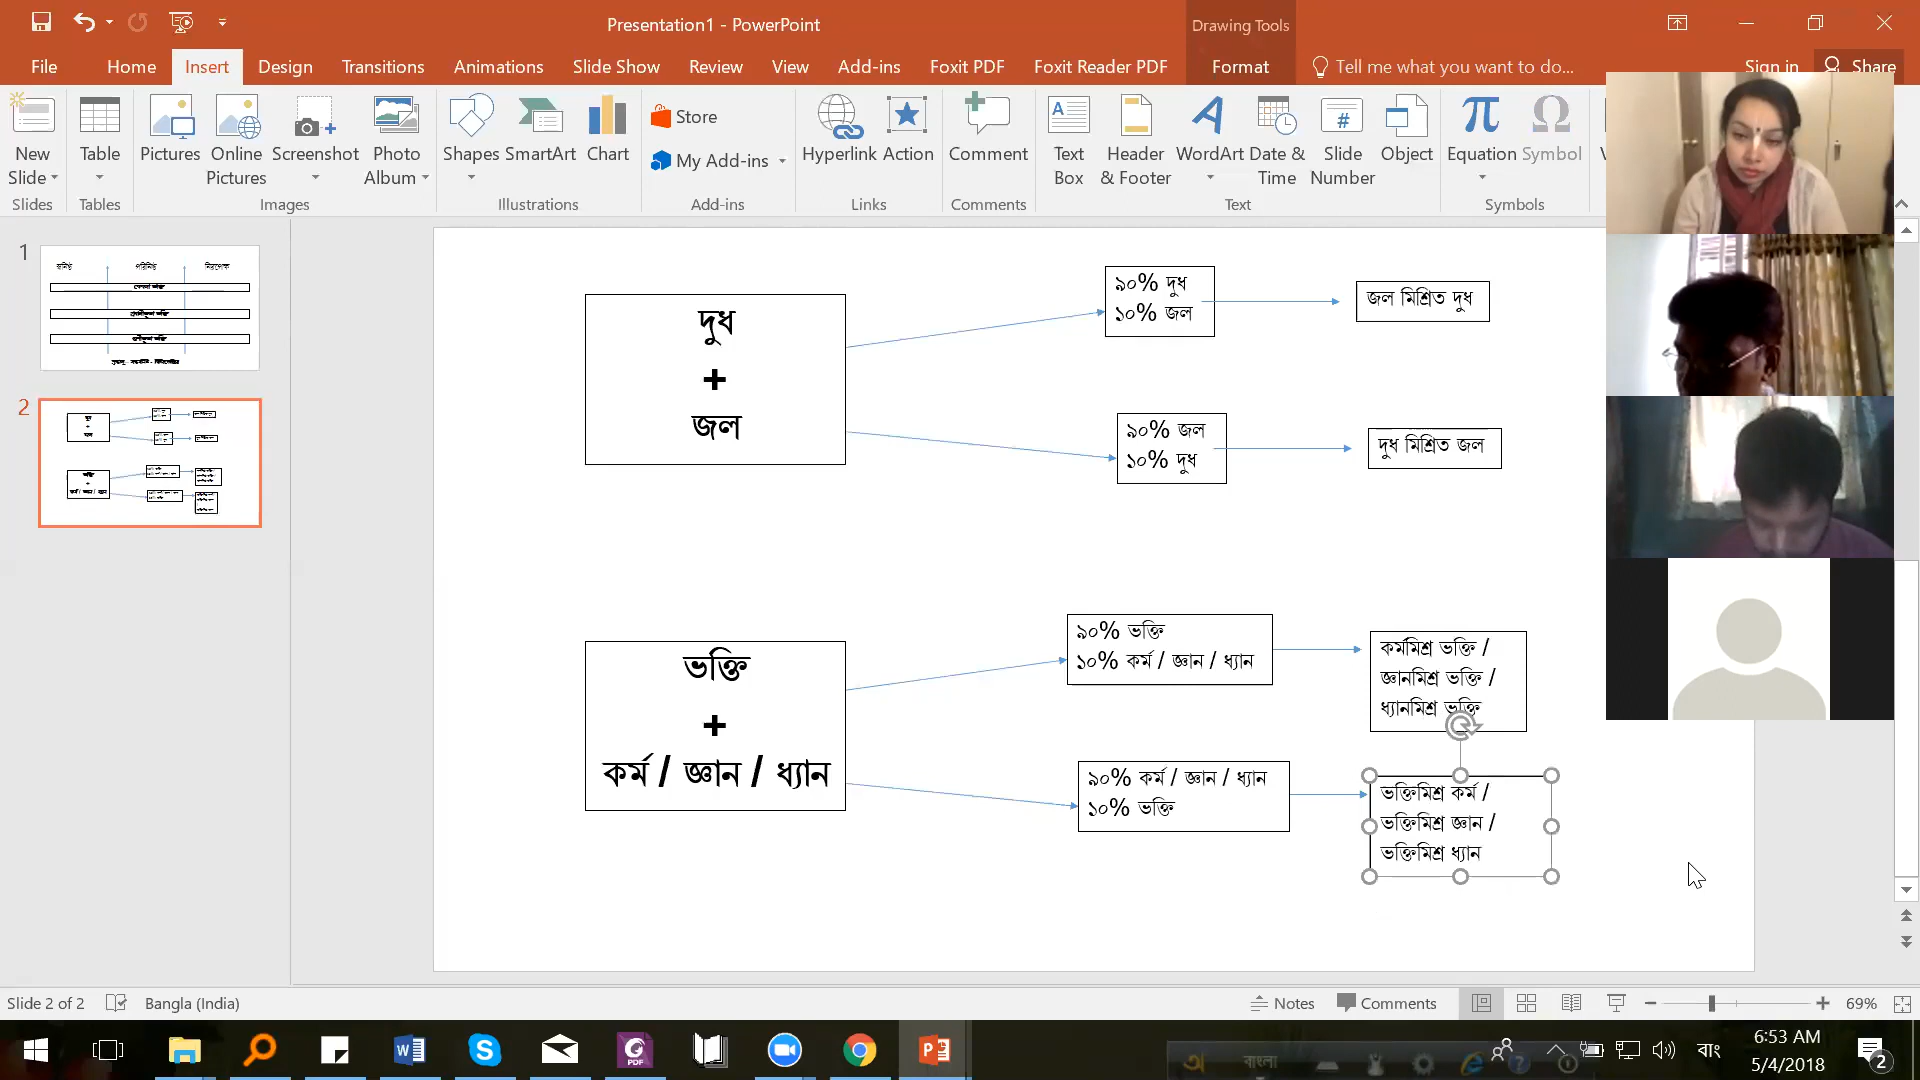 Presentation1 - PowerPoint
Drawing Tools
File Home Insert Design Transitions Animations Slide Show Review View Add-ins Foxit PDF Foxit Reader PDF Format Tell me what you want to do... Sign in Share
New Slide
Table
Pictures
Online Pictures
Screenshot
Photo Album
Shapes
SmartArt
Chart
Store
My Add-ins
Hyperlink
Action
Comment
Text Box
Header & Footer
WordArt
Date & Time
Slide Number
Object
Equation
Symbol
Slides Tables Images Illustrations Add-ins Links Comments Text Symbols
1
2
দুধ
+
জল
৯০% দুধ
১০% জল
জল মিশ্রিত দুধ
৯০% জল
১০% দুধ
দুধ মিশ্রিত জল
ভক্তি
+
কর্ম / জ্ঞান / ধ্যান
৯০% ভক্তি
১০% কর্ম / জ্ঞান / ধ্যান
কর্মমিশ্র ভক্তি /
জ্ঞানমিশ্র ভক্তি /
ধ্যানমিশ্র ভক্তি
৯০% কর্ম / জ্ঞান / ধ্যান
১০% ভক্তি
ভক্তিমিশ্র কর্ম /
ভক্তিমিশ্র জ্ঞান /
ভক্তিমিশ্র ধ্যান
Slide 2 of 2 Bangla (India) Notes Comments 69%
বাংলা
বাং
6:53 AM
5/4/2018
2